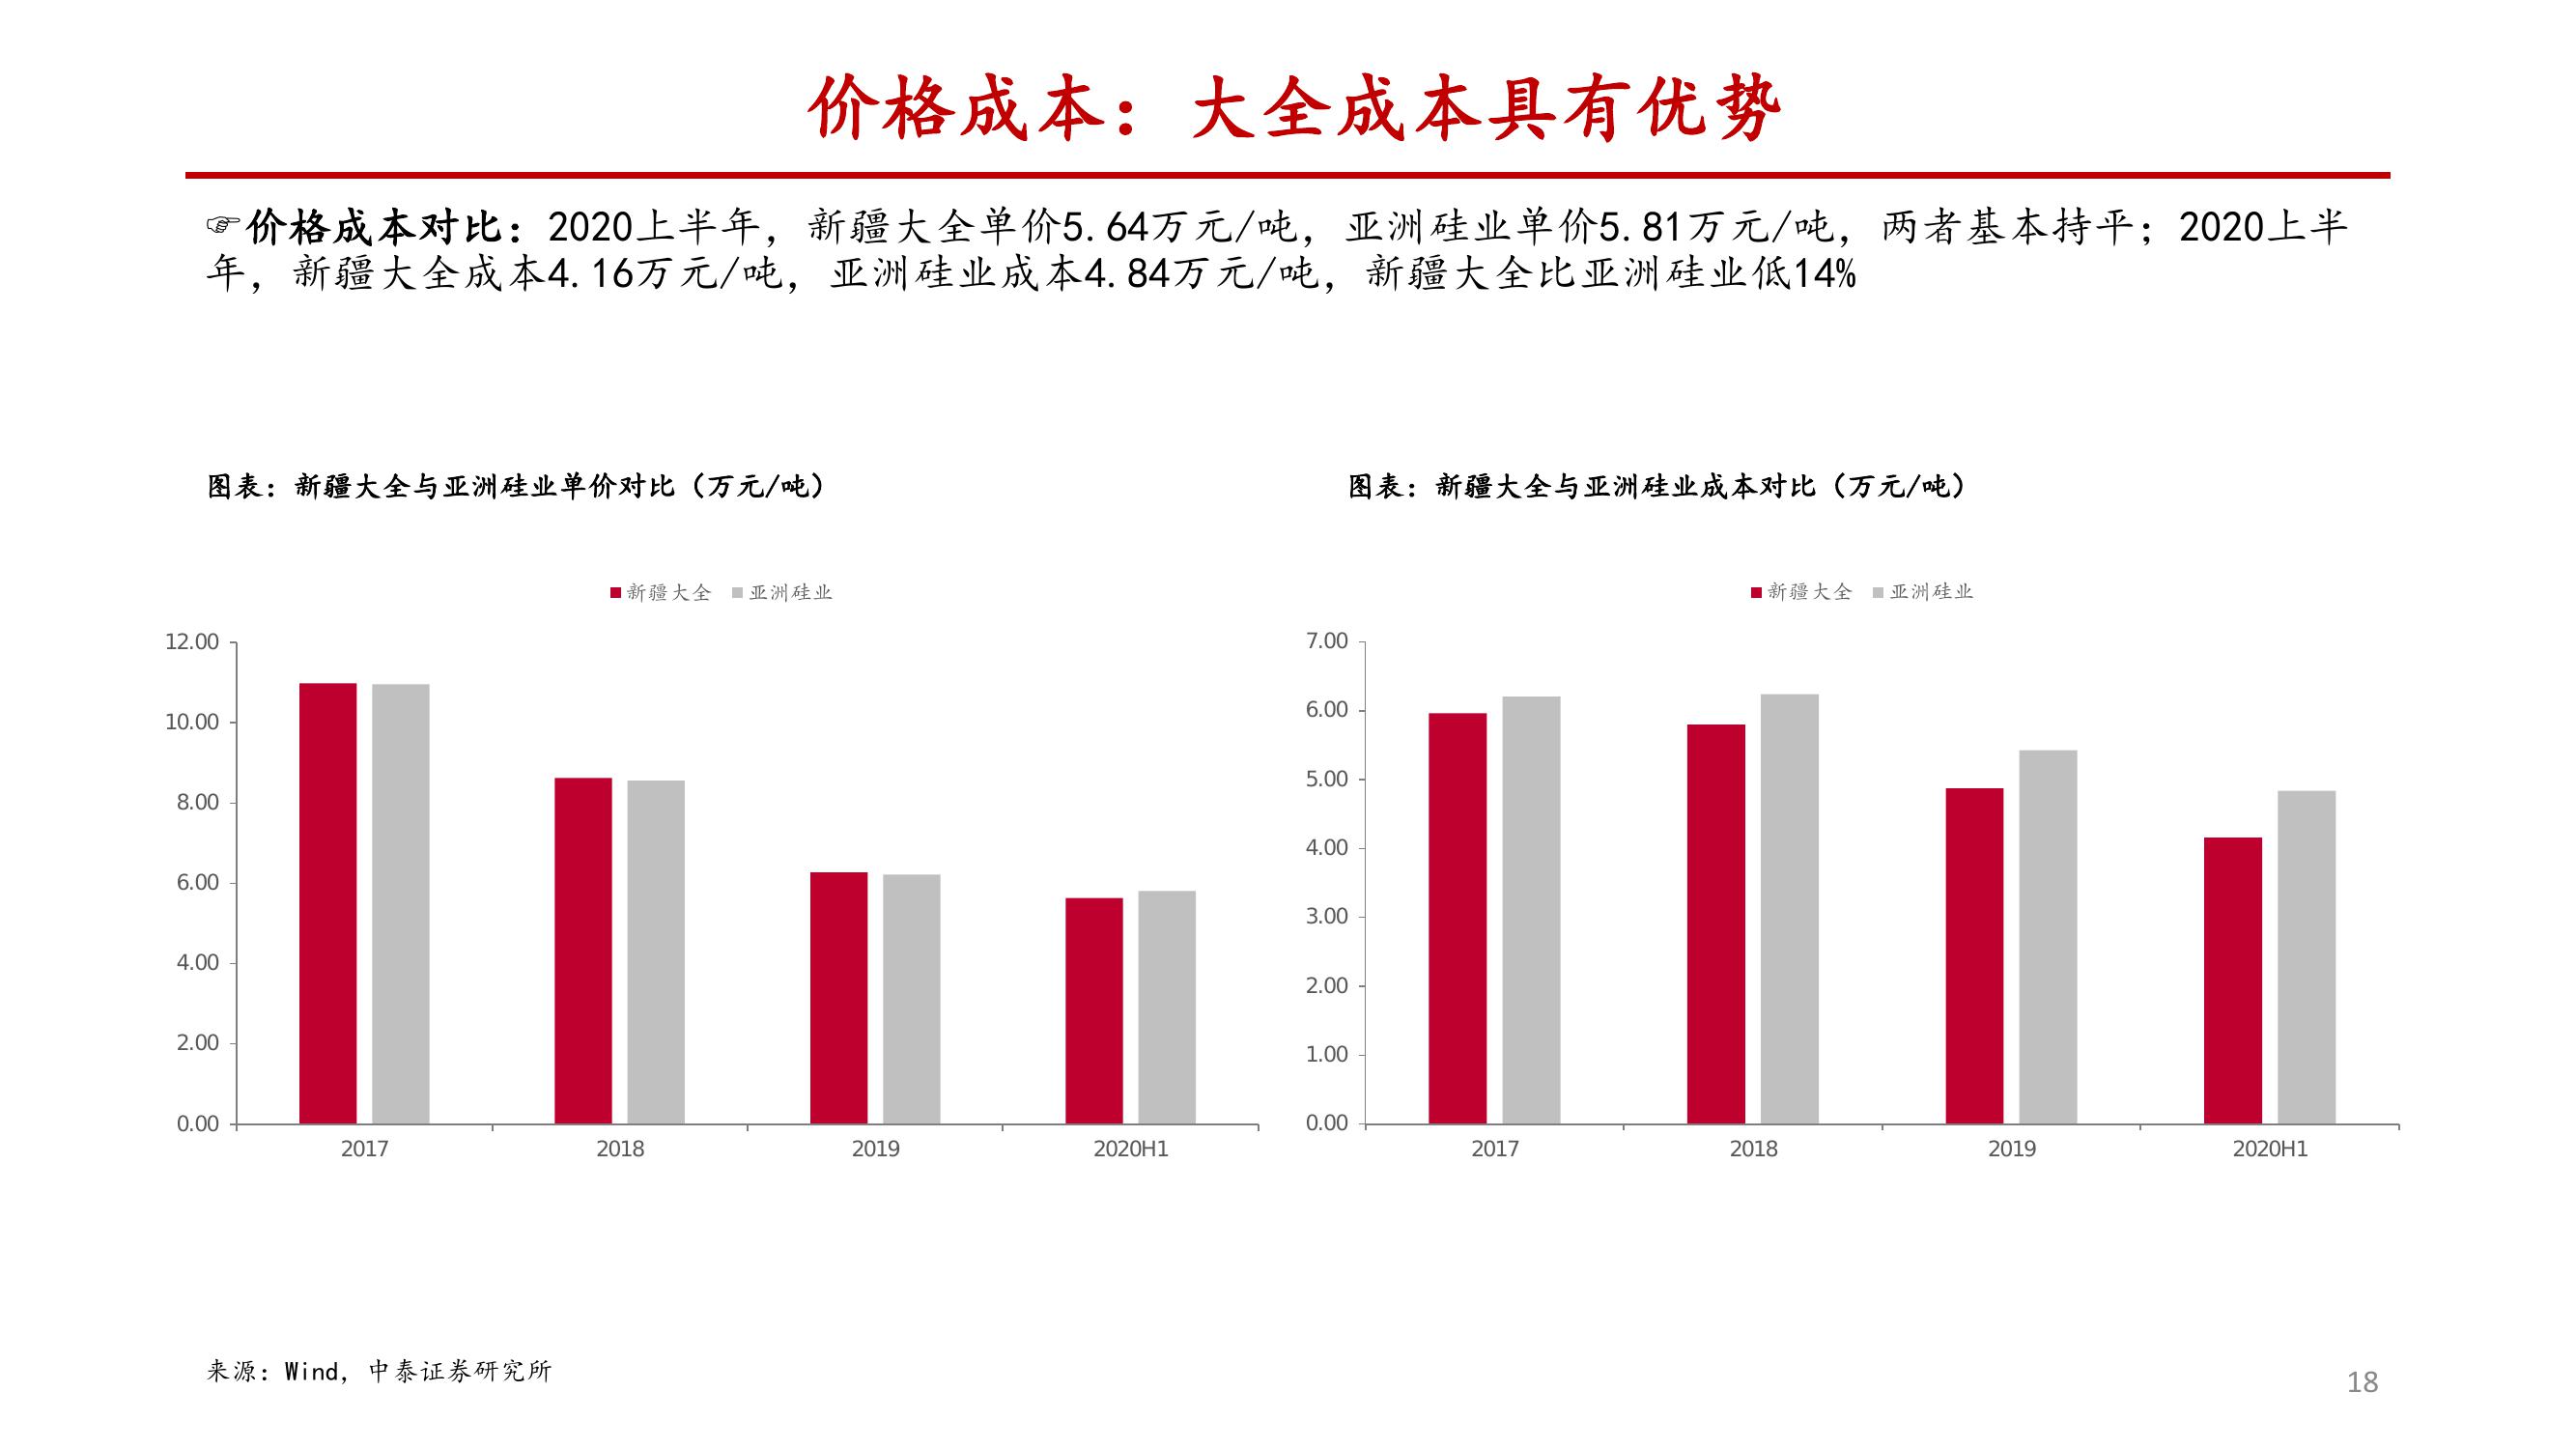 价格成本：大全成本具有优势
☞价格成本对比：2020上半年，新疆大全单价5.64万元/吨，亚洲硅业单价5.81万元/吨，两者基本持平；2020上半
年，新疆大全成本4.16万元/吨，亚洲硅业成本4.84万元/吨，新疆大全比亚洲硅业低14%
图表：新疆大全与亚洲硅业单价对比（万元/吨）
新疆大全 亚洲硅业
12.00
10.00
8.00
6.00
4.00
2.00
0.00
2017 2018 2019 2020H1
图表：新疆大全与亚洲硅业成本对比（万元/吨）
新疆大全 亚洲硅业
7.00
6.00
5.00
4.00
3.00
2.00
1.00
0.00
2017 2018 2019 2020H1
来源：Wind，中泰证券研究所
18